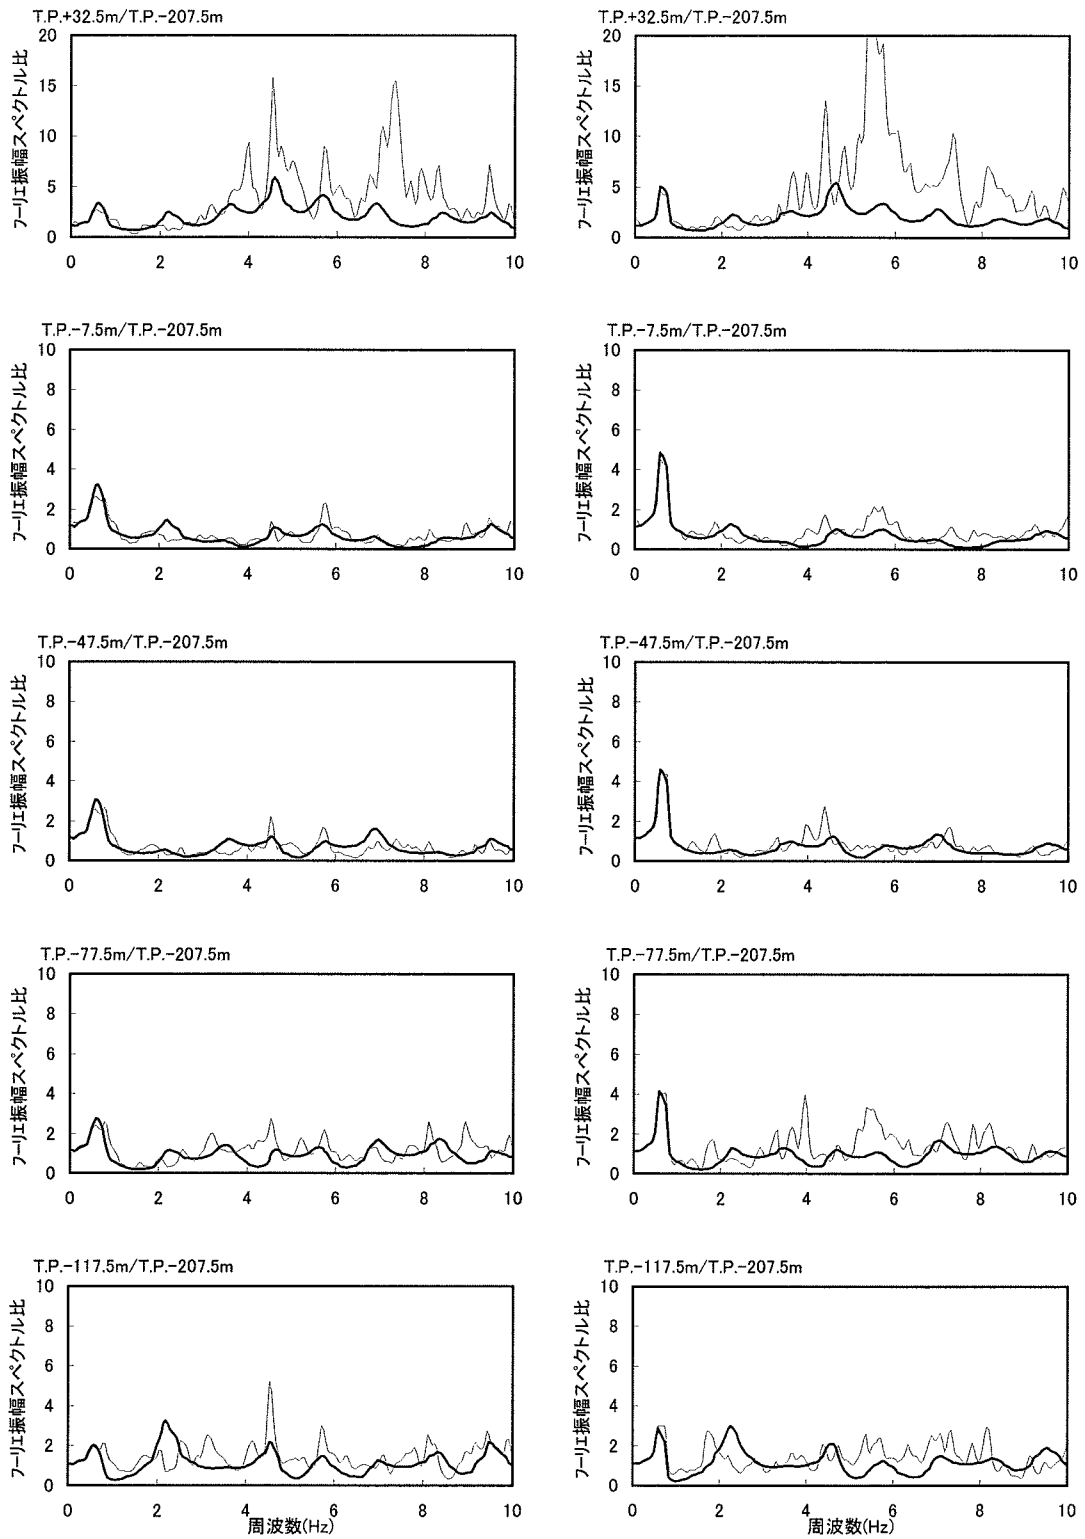 T.P.+32.5m/T.P.-207.5m
フーリエ振幅スペクトル比
20
15
10
5
0
0 2 4 6 8 10
T.P.+32.5m/T.P.-207.5m
フーリエ振幅スペクトル比
20
15
10
5
0
0 2 4 6 8 10
T.P.-7.5m/T.P.-207.5m
フーリエ振幅スペクトル比
10
8
6
4
2
0
0 2 4 6 8 10
T.P.-7.5m/T.P.-207.5m
フーリエ振幅スペクトル比
10
8
6
4
2
0
0 2 4 6 8 10
T.P.-47.5m/T.P.-207.5m
フーリエ振幅スペクトル比
10
8
6
4
2
0
0 2 4 6 8 10
T.P.-47.5m/T.P.-207.5m
フーリエ振幅スペクトル比
10
8
6
4
2
0
0 2 4 6 8 10
T.P.-77.5m/T.P.-207.5m
フーリエ振幅スペクトル比
10
8
6
4
2
0
0 2 4 6 8 10
T.P.-77.5m/T.P.-207.5m
フーリエ振幅スペクトル比
10
8
6
4
2
0
0 2 4 6 8 10
T.P.-117.5m/T.P.-207.5m
フーリエ振幅スペクトル比
10
8
6
4
2
0
0 2 4 6 8 10
周波数(Hz)
T.P.-117.5m/T.P.-207.5m
フーリエ振幅スペクトル比
10
8
6
4
2
0
0 2 4 6 8 10
周波数(Hz)